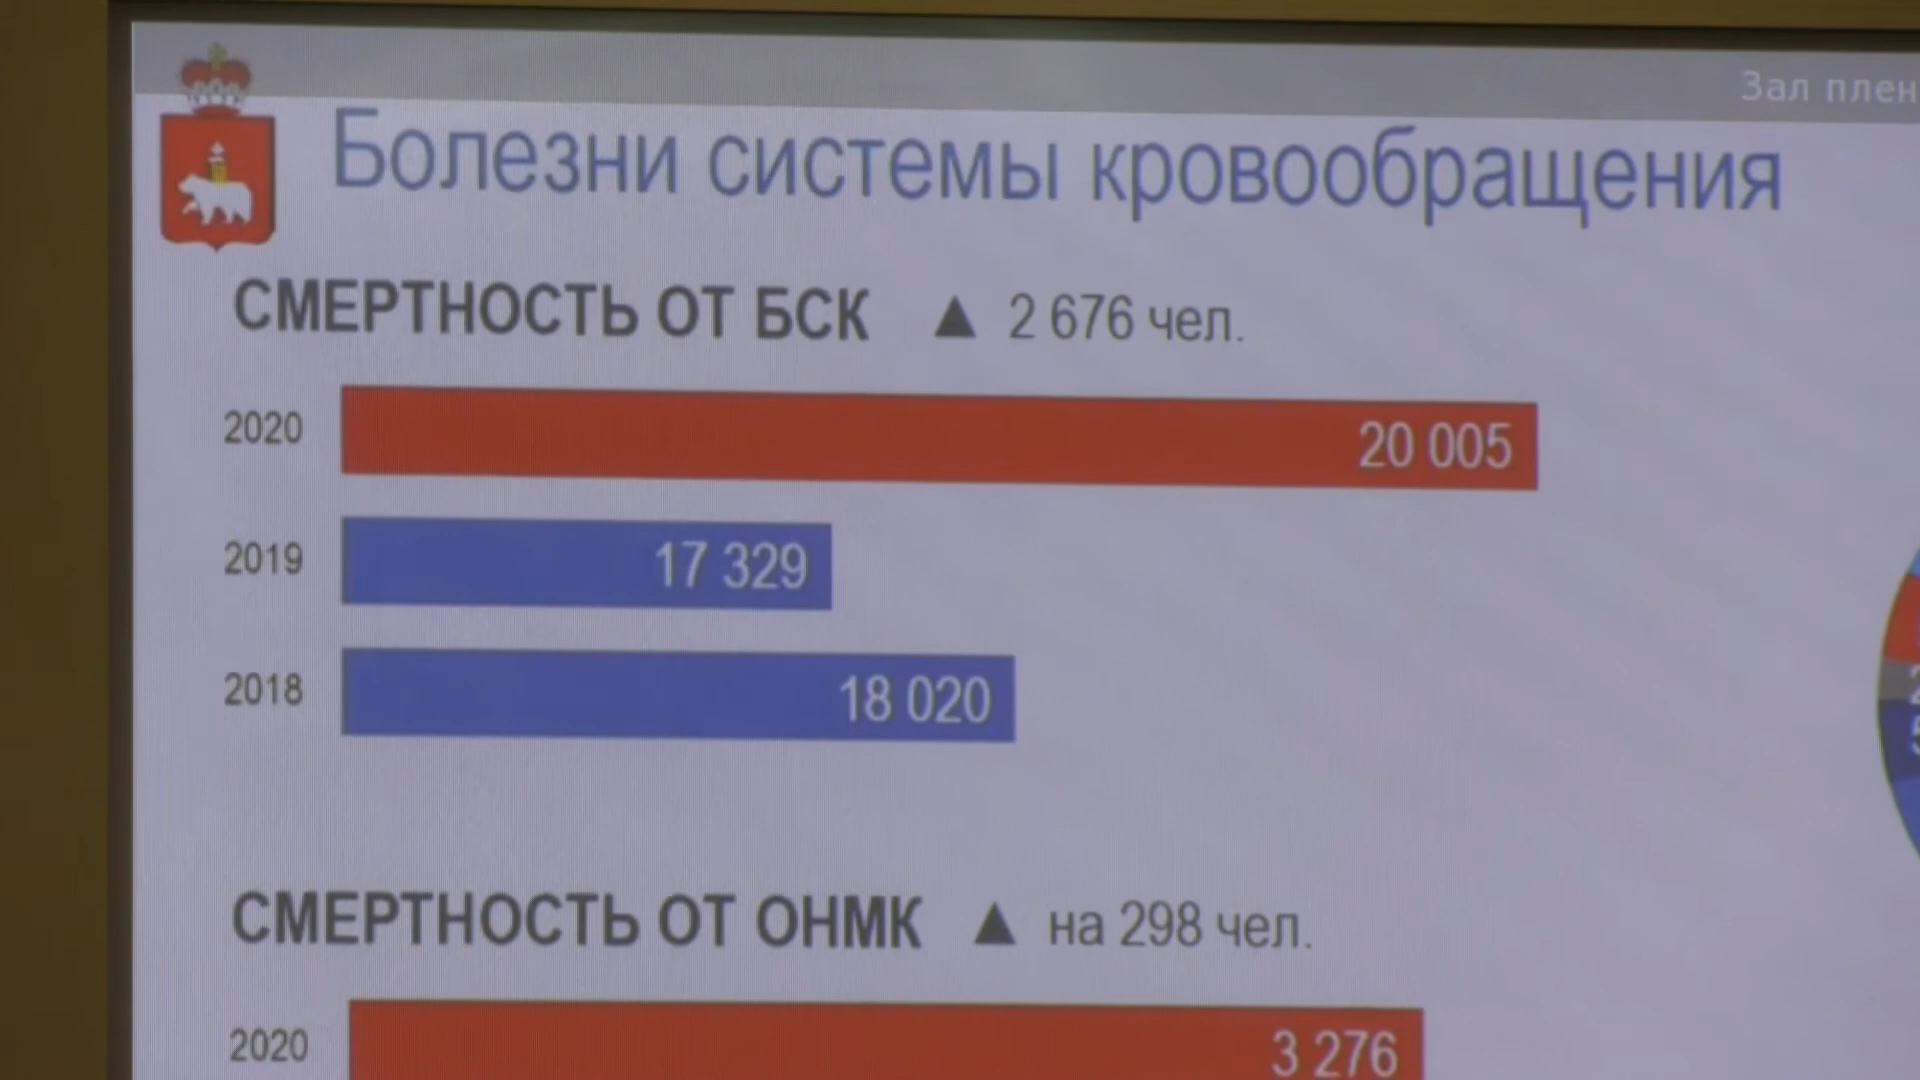 Зал плен
Болезни системы кровообращения
СМЕРТНОСТЬ ОТ БСК ▲ 2 676 чел.
2020 20 005
2019 17 329
2018 18 020
СМЕРТНОСТЬ ОТ ОНМК ▲ на 298 чел.
2020 3 276